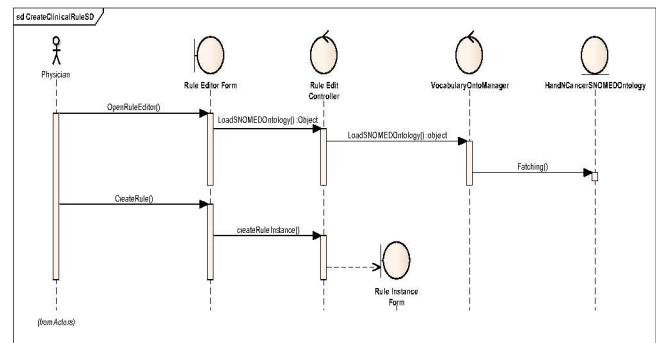 sd CreateClinicalRuleSD
Physician
Rule Editor Form
Rule Edit
Controller
VocabularyOntoManager
HandNCancerSNOMEDOntology
OpenRuleEditor()
LoadSNOMEDOntology() :Object
LoadSNOMEDOntology() :object
Fatching()
CreateRule()
createRuleInstance()
Rule Instance
Form
(from Actors)